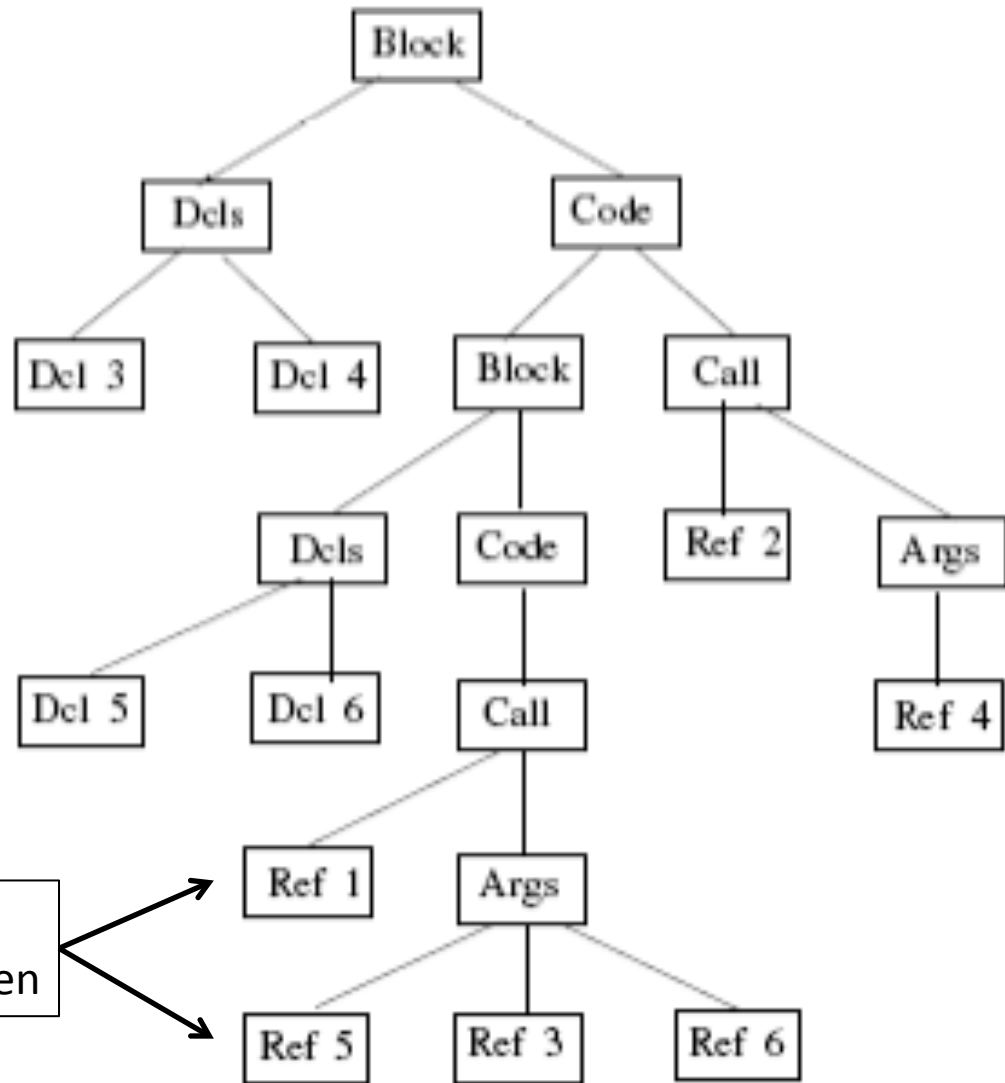 Block
Dcls
Code
Dcl 3
Dcl 4
Block
Call
Dcls
Code
Ref 2
Args
Dcl 5
Dcl 6
Call
Ref 4
Ref 1
Args
en
Ref 5
Ref 3
Ref 6